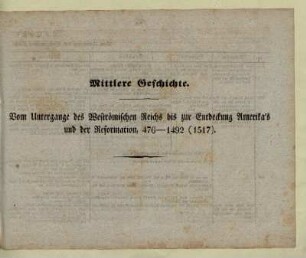 Mittlere Geschichte.
Vom Untergange des Weströmischen Reichs bis zur Entdeckung Amerika's
und der Reformation, 476—1492 (1517).